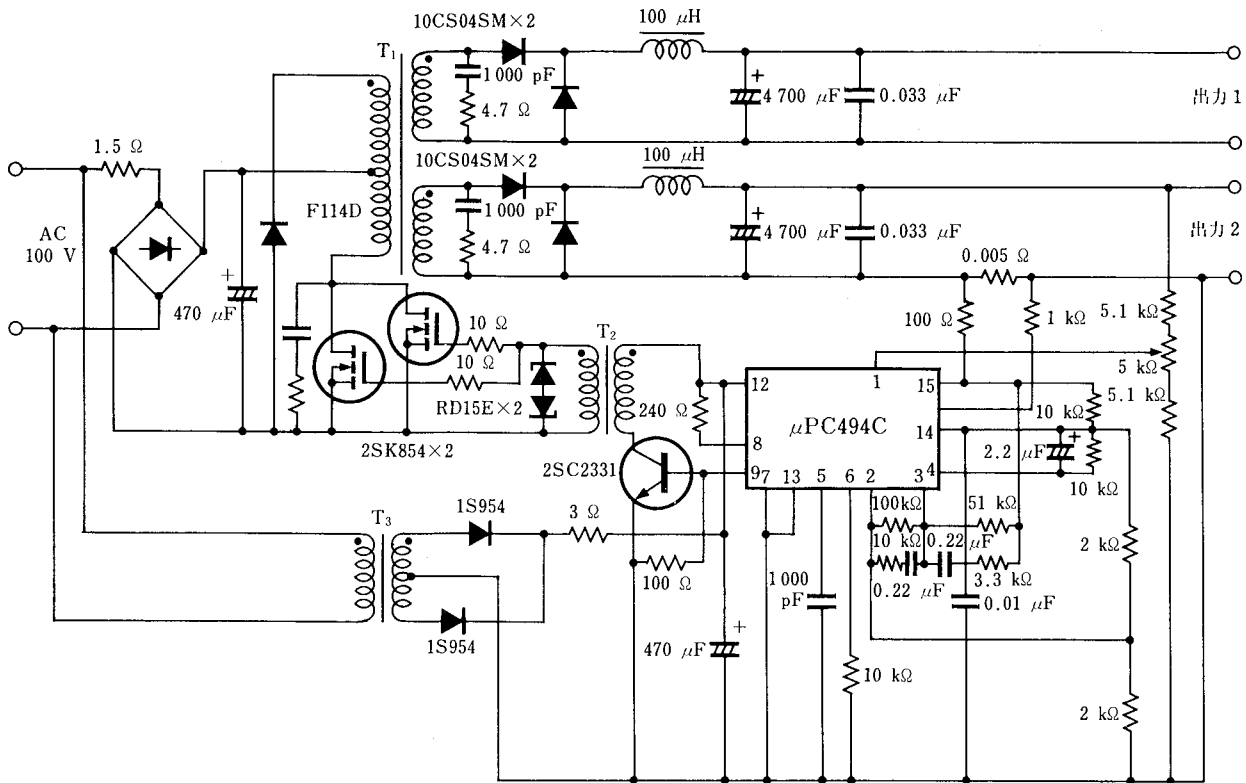 10CS04SM×2
100 μH
T1
1 000 pF
4.7 Ω
+
4 700 μF
0.033 μF
出力 1
1.5 Ω
10CS04SM×2
100 μH
F114D
1 000 pF
4.7 Ω
+
4 700 μF
0.033 μF
出力 2
AC
100 V
+
470 μF
0.005 Ω
100 Ω
1 kΩ
5.1 kΩ
5 kΩ
5.1 kΩ
10 Ω
10 Ω
T2
RD15E×2
2SK854×2
240 Ω
12
1
15
μPC494C
14
8
9
7
13
5
6
2
3
4
10 kΩ
2.2 μF
+
10 kΩ
2SC2331
T3
1S954
3 Ω
1S954
100 Ω
470 μF
+
1 000
pF
10 kΩ
100kΩ
51 kΩ
10 kΩ
0.22 μF
0.22 μF
3.3 kΩ
0.01 μF
2 kΩ
2 kΩ